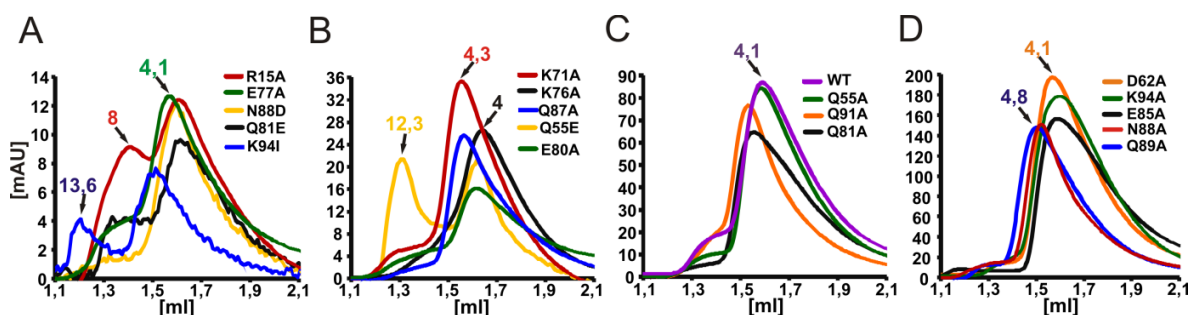 A
4,1
8
13,6
R15A
E77A
N88D
Q81E
K94I
14
12
10
8
6
4
2
0
[mAU]
1,1 1,3 1,5 1,7 1,9 2,1
[ml]
B
4,3
4
12,3
K71A
K76A
Q87A
Q55E
E80A
36
30
24
18
12
6
0
1,1 1,3 1,5 1,7 1,9 2,1
[ml]
C
4,1
WT
Q55A
Q91A
Q81A
90
80
70
60
50
40
30
20
10
0
1,1 1,3 1,5 1,7 1,9 2,1
[ml]
D
4,1
4,8
D62A
K94A
E85A
N88A
Q89A
200
180
160
140
120
100
80
60
40
20
0
1,1 1,3 1,5 1,7 1,9 2,1
[ml]